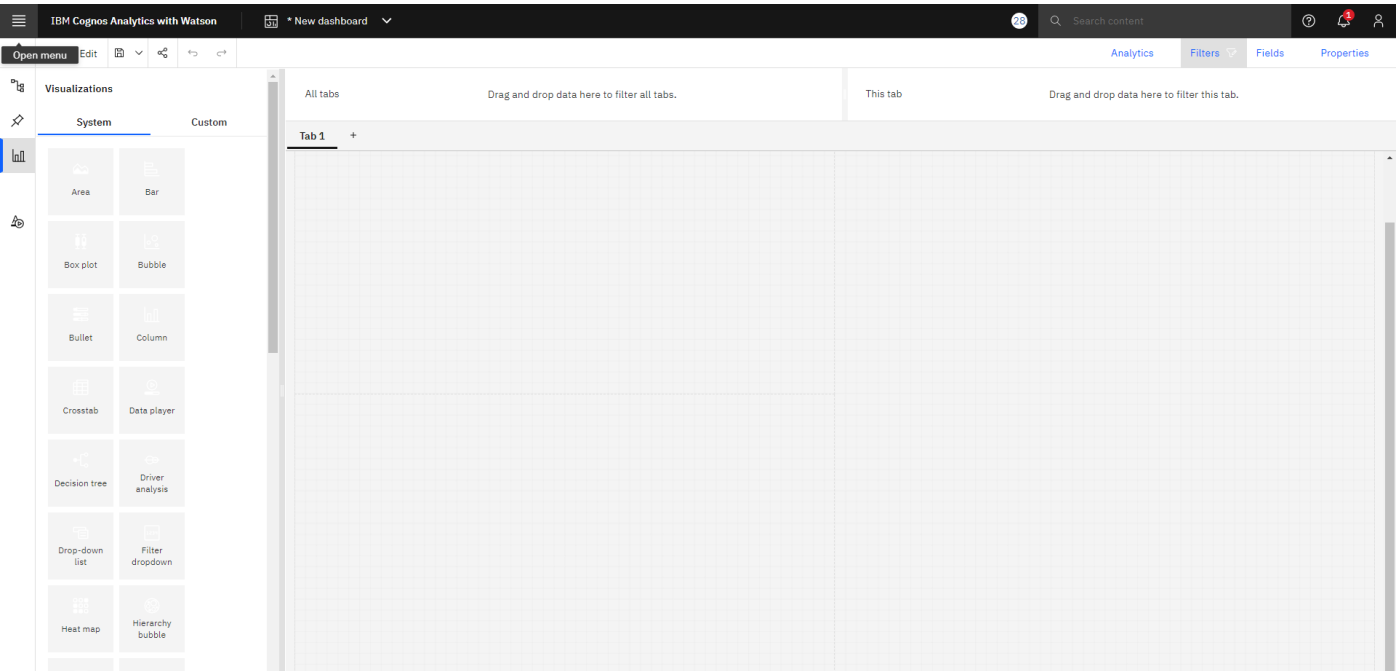 IBM Cognos Analytics with Watson
* New dashboard
28
Search content
1
Open menu
Edit
Analytics
Filters
Fields
Properties
Visualizations
System
Custom
All tabs
Drag and drop data here to filter all tabs.
This tab
Drag and drop data here to filter this tab.
Tab 1
+
Area
Bar
Box plot
Bubble
Bullet
Column
Crosstab
Data player
Decision tree
Driver
analysis
Drop-down
list
Filter
dropdown
Heat map
Hierarchy
bubble